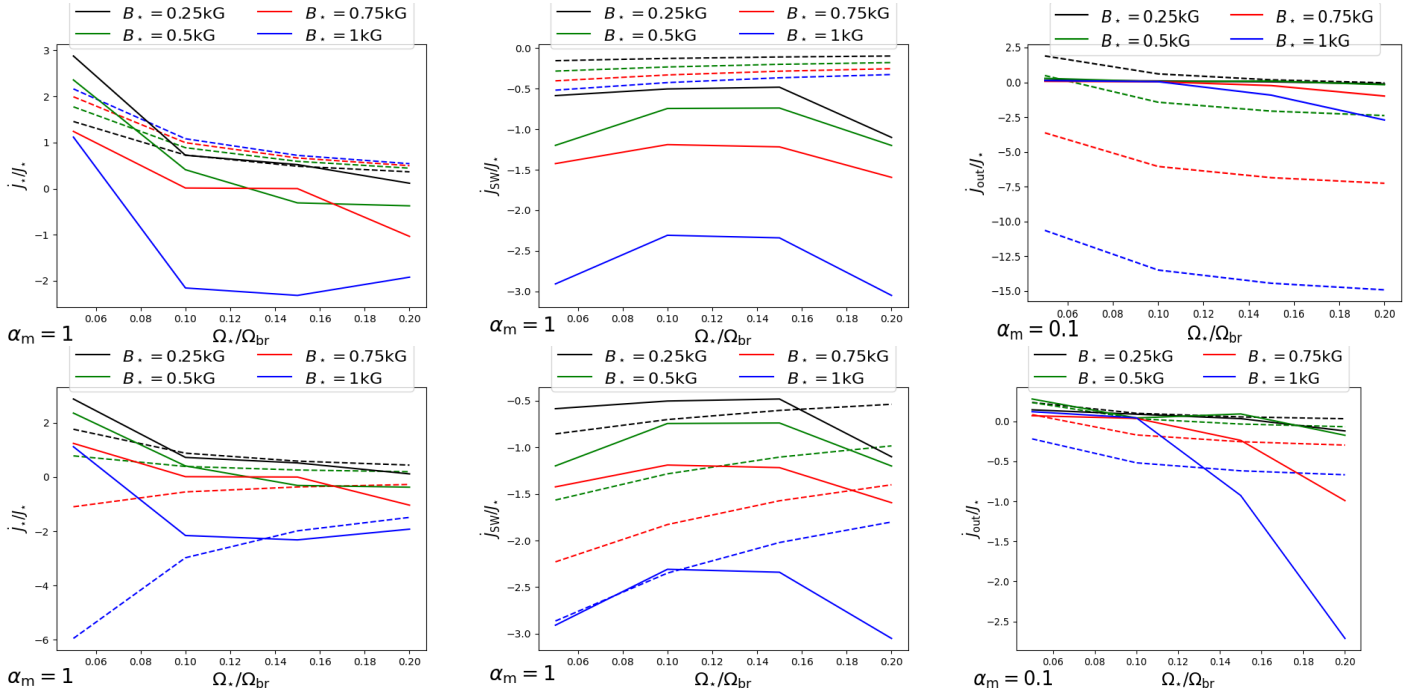 B⋆ = 0.25kG B⋆ = 0.75kG
B⋆ = 0.5kG B⋆ = 1kG
3
2
1
0
−1
−2
J̇⋆/J⋆
0.06 0.08 0.10 0.12 0.14 0.16 0.18 0.20
αm = 1 Ω⋆/Ωbr
B⋆ = 0.25kG B⋆ = 0.75kG
B⋆ = 0.5kG B⋆ = 1kG
0.0
−0.5
−1.0
−1.5
−2.0
−2.5
−3.0
J̇SW/J⋆
0.06 0.08 0.10 0.12 0.14 0.16 0.18 0.20
αm = 1 Ω⋆/Ωbr
B⋆ = 0.25kG B⋆ = 0.75kG
B⋆ = 0.5kG B⋆ = 1kG
2.5
0.0
−2.5
−5.0
−7.5
−10.0
−12.5
−15.0
J̇out/J⋆
0.06 0.08 0.10 0.12 0.14 0.16 0.18 0.20
αm = 0.1 Ω⋆/Ωbr
B⋆ = 0.25kG B⋆ = 0.75kG
B⋆ = 0.5kG B⋆ = 1kG
2
0
−2
−4
−6
J̇⋆/J⋆
0.06 0.08 0.10 0.12 0.14 0.16 0.18 0.20
αm = 1 Ω⋆/Ωbr
B⋆ = 0.25kG B⋆ = 0.75kG
B⋆ = 0.5kG B⋆ = 1kG
−0.5
−1.0
−1.5
−2.0
−2.5
−3.0
J̇SW/J⋆
0.06 0.08 0.10 0.12 0.14 0.16 0.18 0.20
αm = 1 Ω⋆/Ωbr
B⋆ = 0.25kG B⋆ = 0.75kG
B⋆ = 0.5kG B⋆ = 1kG
0.0
−0.5
−1.0
−1.5
−2.0
−2.5
J̇out/J⋆
0.06 0.08 0.10 0.12 0.14 0.16 0.18 0.20
αm = 0.1 Ω⋆/Ωbr